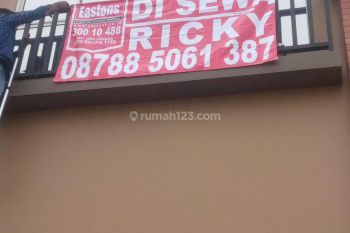 Eastons
300 10 488
DI SEWA
RICKY
08788 5061 387
rumah123.com